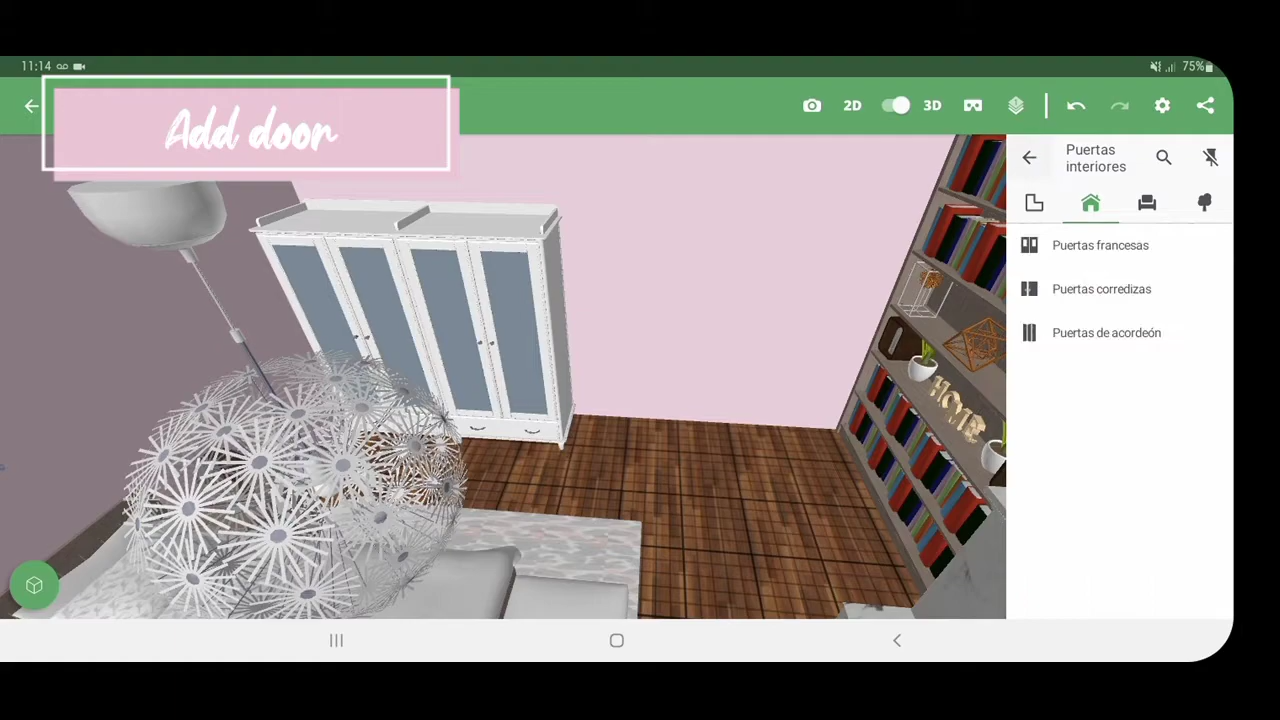 11:14
75%
Add door
2D
3D
Puertas
interiores
Puertas francesas
Puertas corredizas
Puertas de acordeón
HOME